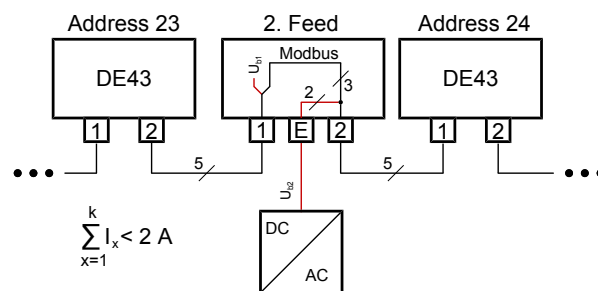 Address 23
2. Feed
Address 24
DE43
U_b1
Modbus
DE43
2
3
1
2
1
E
2
1
2
5
5
U_b2
k
∑ I_x < 2 A
x=1
DC
AC